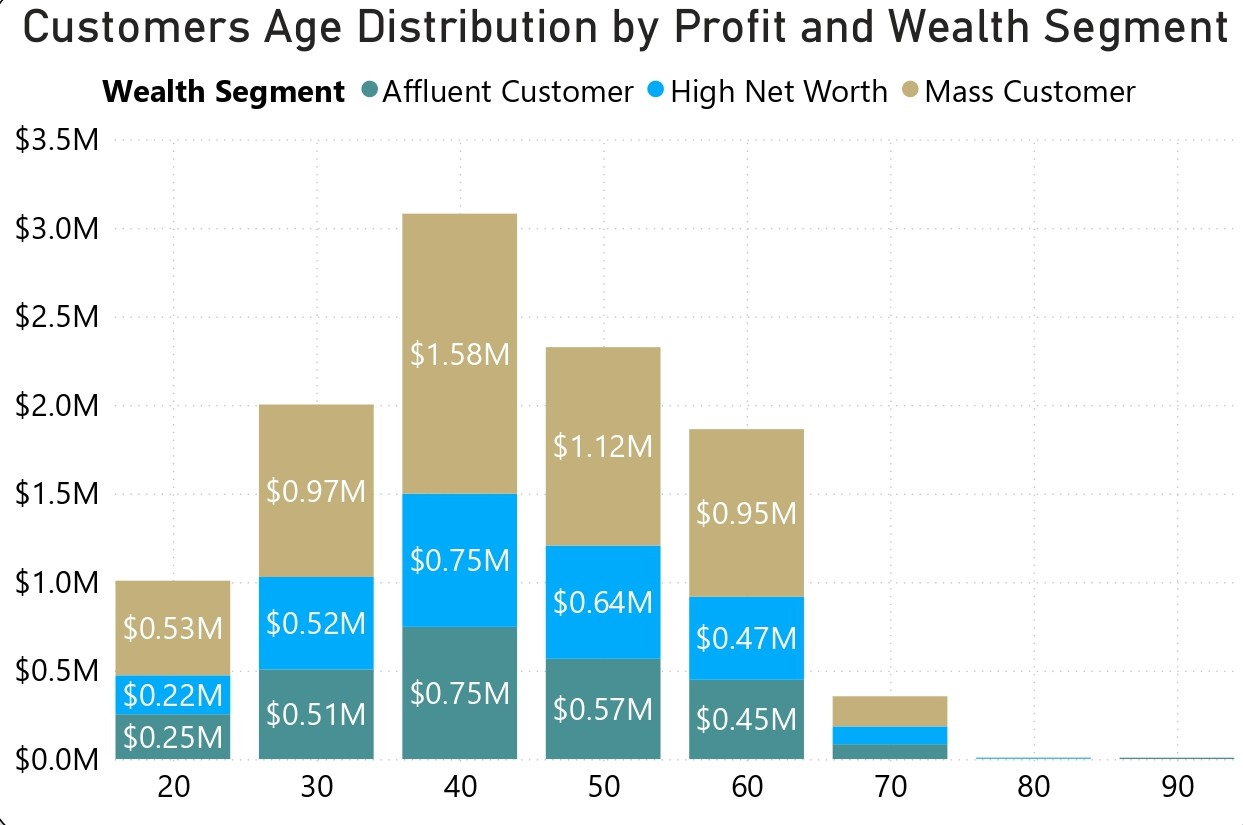 Customers Age Distribution by Profit and Wealth Segment
Wealth Segment Affluent Customer High Net Worth Mass Customer
$3.5M
$3.0M
$2.5M
$2.0M
$1.5M
$1.0M
$0.5M
$0.0M
$0.53M
$0.22M
$0.25M
$0.97M
$0.52M
$0.51M
$1.58M
$0.75M
$0.75M
$1.12M
$0.64M
$0.57M
$0.95M
$0.47M
$0.45M
20 30 40 50 60 70 80 90